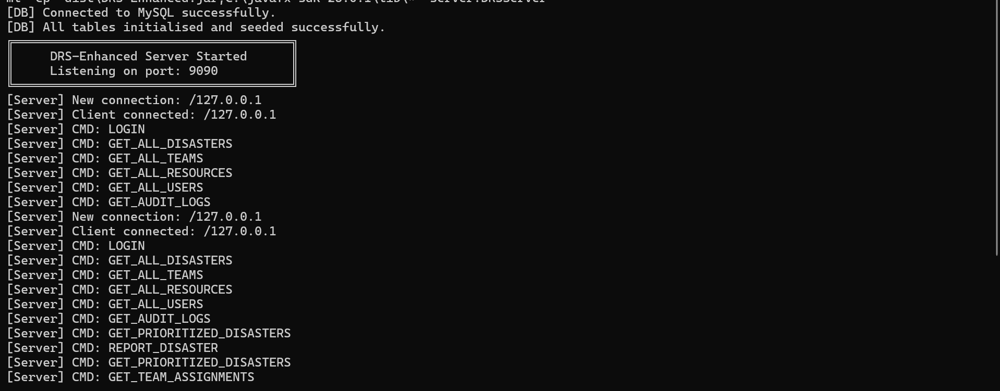 [DB] Connected to MySQL successfully.
[DB] All tables initialised and seeded successfully.
DRS-Enhanced Server Started
Listening on port: 9090
[Server] New connection: /127.0.0.1
[Server] Client connected: /127.0.0.1
[Server] CMD: LOGIN
[Server] CMD: GET_ALL_DISASTERS
[Server] CMD: GET_ALL_TEAMS
[Server] CMD: GET_ALL_RESOURCES
[Server] CMD: GET_ALL_USERS
[Server] CMD: GET_AUDIT_LOGS
[Server] New connection: /127.0.0.1
[Server] Client connected: /127.0.0.1
[Server] CMD: LOGIN
[Server] CMD: GET_ALL_DISASTERS
[Server] CMD: GET_ALL_TEAMS
[Server] CMD: GET_ALL_RESOURCES
[Server] CMD: GET_ALL_USERS
[Server] CMD: GET_AUDIT_LOGS
[Server] CMD: GET_PRIORITIZED_DISASTERS
[Server] CMD: REPORT_DISASTER
[Server] CMD: GET_PRIORITIZED_DISASTERS
[Server] CMD: GET_TEAM_ASSIGNMENTS